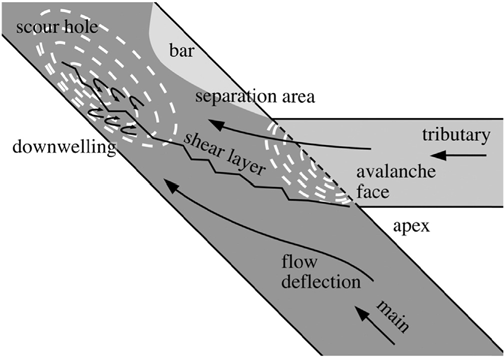 scour hole
bar
separation area
tributary
downwelling
shear layer
avalanche
face
apex
flow
deflection
main